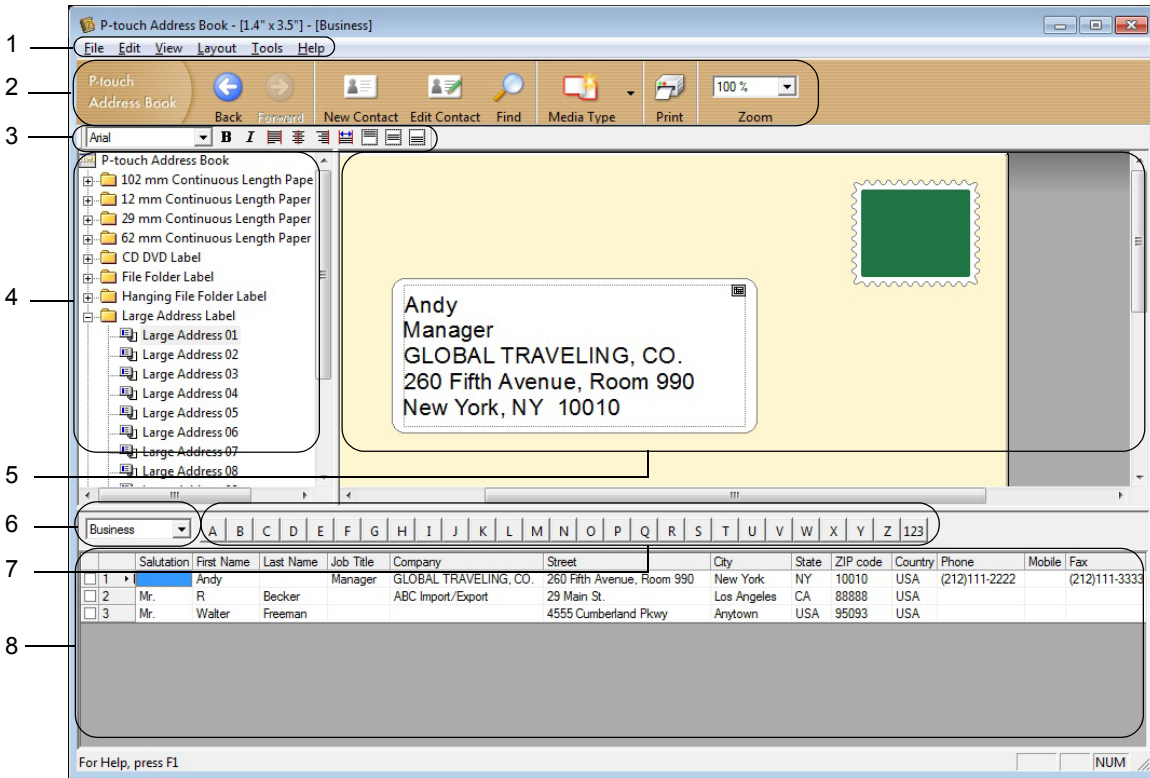 P-touch Address Book - [1.4" x 3.5"] - [Business]
1
File Edit View Layout Tools Help
2
P-touch
Address Book
Back Forward New Contact Edit Contact Find Media Type Print Zoom
100 %
3
Arial B I
4
P-touch Address Book
102 mm Continuous Length Pape
12 mm Continuous Length Paper
29 mm Continuous Length Paper
62 mm Continuous Length Paper
CD DVD Label
File Folder Label
Hanging File Folder Label
Large Address Label
Large Address 01
Large Address 02
Large Address 03
Large Address 04
Large Address 05
Large Address 06
Large Address 07
Large Address 08
Andy
Manager
GLOBAL TRAVELING, CO.
260 Fifth Avenue, Room 990
New York, NY 10010
5
6
Business A B C D E F G H I J K L M N O P Q R S T U V W X Y Z 123
7
Salutation First Name Last Name Job Title Company Street City State ZIP code Country Phone Mobile Fax
1 Andy Manager GLOBAL TRAVELING, CO. 260 Fifth Avenue, Room 990 New York NY 10010 USA (212)111-2222 (212)111-3333
2 Mr. R Becker ABC Import/Export 29 Main St. Los Angeles CA 88888 USA
3 Mr. Walter Freeman 4555 Cumberland Pkwy Anytown USA 95093 USA
8
For Help, press F1 NUM